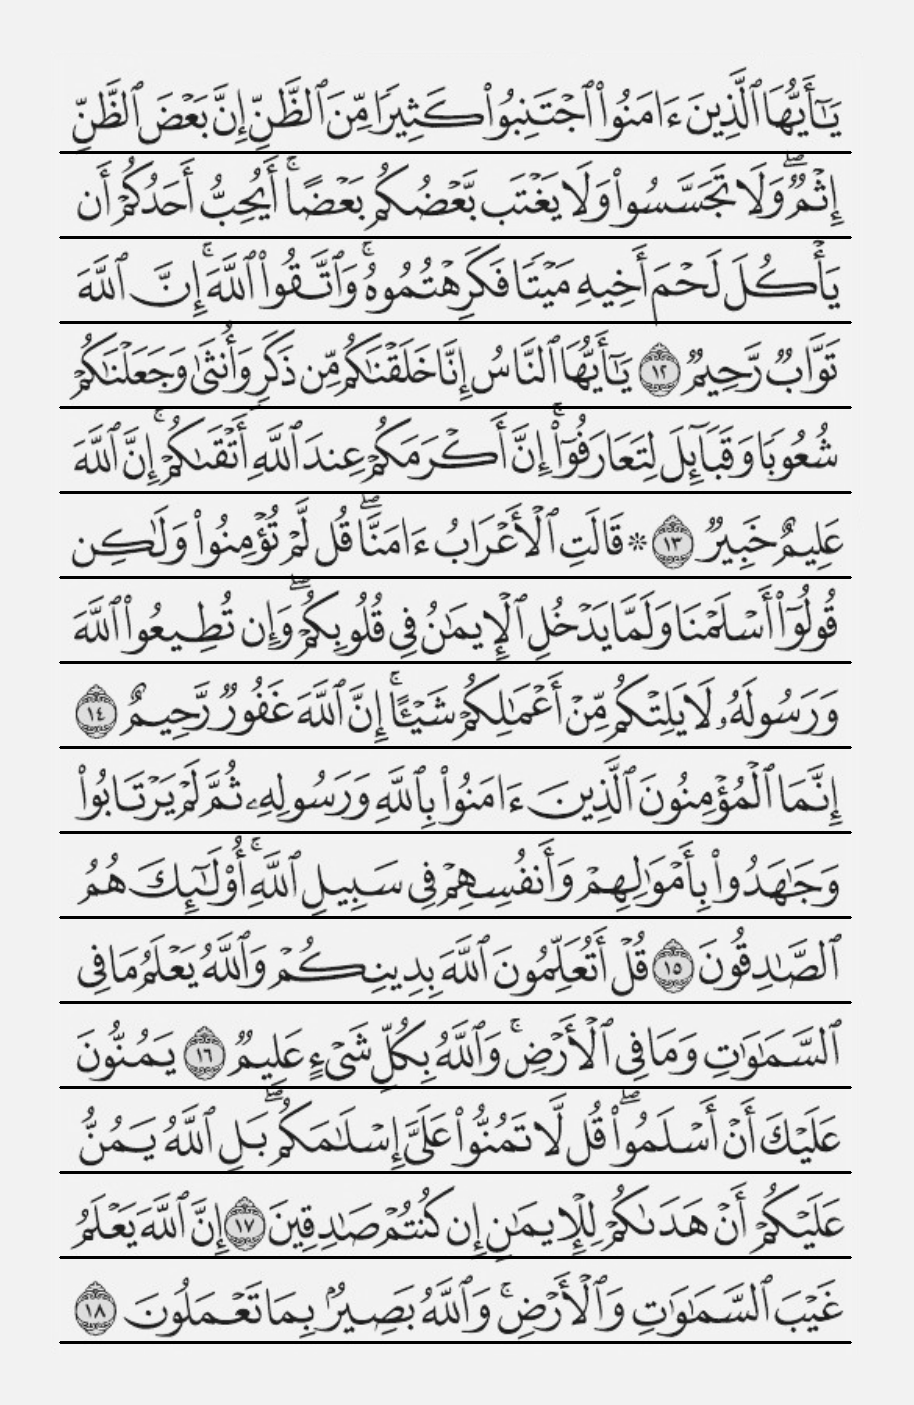 يَٰٓأَيُّهَا ٱلَّذِينَ ءَامَنُوا۟ ٱجْتَنِبُوا۟ كَثِيرًا مِّنَ ٱلظَّنِّ إِنَّ بَعْضَ ٱلظَّنِّ
إِثْمٌ ۖ وَلَا تَجَسَّسُوا۟ وَلَا يَغْتَب بَّعْضُكُم بَعْضًا ۚ أَيُحِبُّ أَحَدُكُمْ أَن
يَأْكُلَ لَحْمَ أَخِيهِ مَيْتًا فَكَرِهْتُمُوهُ ۚ وَٱتَّقُوا۟ ٱللَّهَ ۚ إِنَّ ٱللَّهَ
تَوَّابٌ رَّحِيمٌ ١٢ يَٰٓأَيُّهَا ٱلنَّاسُ إِنَّا خَلَقْنَٰكُم مِّن ذَكَرٍ وَأُنثَىٰ وَجَعَلْنَٰكُمْ
شُعُوبًا وَقَبَآئِلَ لِتَعَارَفُوٓا۟ ۚ إِنَّ أَكْرَمَكُمْ عِندَ ٱللَّهِ أَتْقَىٰكُمْ ۚ إِنَّ ٱللَّهَ
عَلِيمٌ خَبِيرٌ ١٣ ۞ قَالَتِ ٱلْأَعْرَابُ ءَامَنَّا ۖ قُل لَّمْ تُؤْمِنُوا۟ وَلَٰكِن
قُولُوٓا۟ أَسْلَمْنَا وَلَمَّا يَدْخُلِ ٱلْإِيمَٰنُ فِى قُلُوبِكُمْ ۖ وَإِن تُطِيعُوا۟ ٱللَّهَ
وَرَسُولَهُۥ لَا يَلِتْكُم مِّنْ أَعْمَٰلِكُمْ شَيْـًٔا ۚ إِنَّ ٱللَّهَ غَفُورٌ رَّحِيمٌ ١٤
إِنَّمَا ٱلْمُؤْمِنُونَ ٱلَّذِينَ ءَامَنُوا۟ بِٱللَّهِ وَرَسُولِهِۦ ثُمَّ لَمْ يَرْتَابُوا۟
وَجَٰهَدُوا۟ بِأَمْوَٰلِهِمْ وَأَنفُسِهِمْ فِى سَبِيلِ ٱللَّهِ ۚ أُو۟لَٰٓئِكَ هُمُ
ٱلصَّٰدِقُونَ ١٥ قُلْ أَتُعَلِّمُونَ ٱللَّهَ بِدِينِكُمْ وَٱللَّهُ يَعْلَمُ مَا فِى
ٱلسَّمَٰوَٰتِ وَمَا فِى ٱلْأَرْضِ ۚ وَٱللَّهُ بِكُلِّ شَىْءٍ عَلِيمٌ ١٦ يَمُنُّونَ
عَلَيْكَ أَنْ أَسْلَمُوا۟ ۖ قُل لَّا تَمُنُّوا۟ عَلَىَّ إِسْلَٰمَكُم ۖ بَلِ ٱللَّهُ يَمُنُّ
عَلَيْكُمْ أَنْ هَدَىٰكُمْ لِلْإِيمَٰنِ إِن كُنتُمْ صَٰدِقِينَ ١٧ إِنَّ ٱللَّهَ يَعْلَمُ
غَيْبَ ٱلسَّمَٰوَٰتِ وَٱلْأَرْضِ ۚ وَٱللَّهُ بَصِيرٌۢ بِمَا تَعْمَلُونَ ١٨